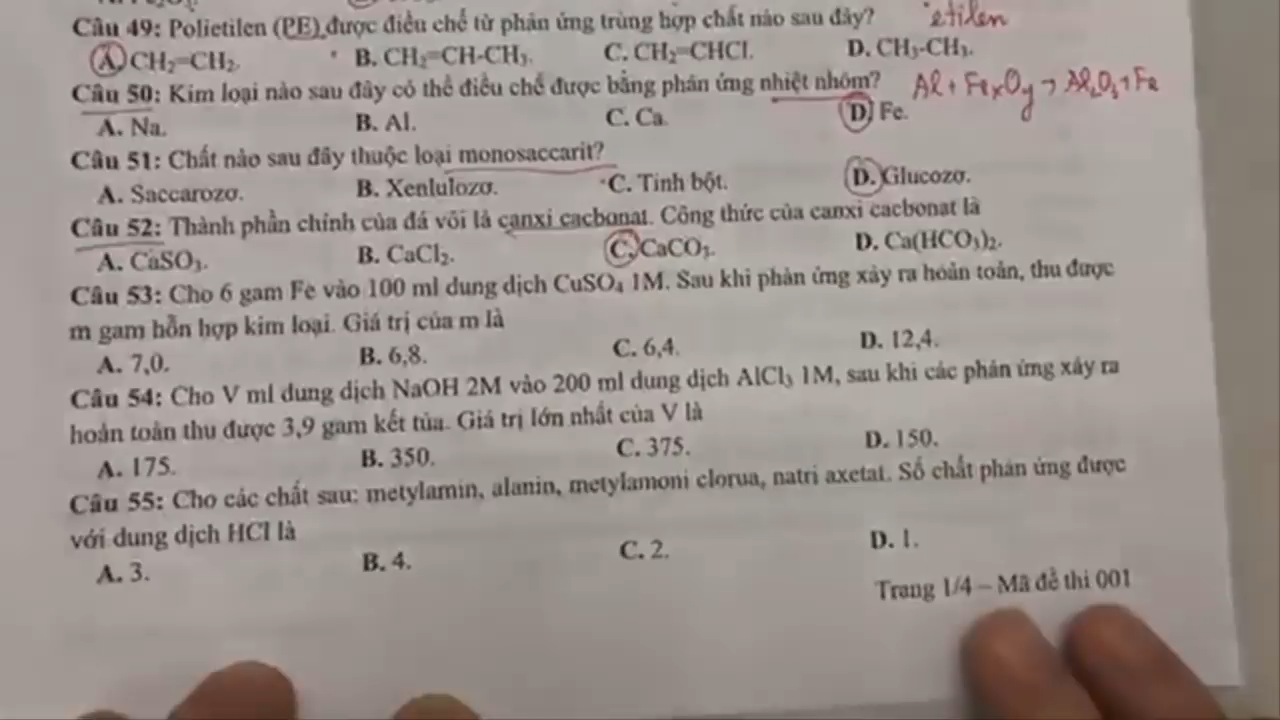 Câu 49: Polietilen (PE) được điều chế từ phản ứng trùng hợp chất nào sau đây? etilen
A. CH₂=CH₂. B. CH₂=CH-CH₃. C. CH₂=CHCl. D. CH₃-CH₃.
Câu 50: Kim loại nào sau đây có thể điều chế được bằng phản ứng nhiệt nhôm? Al + FexOy → Al₂O₃ + Fe
A. Na. B. Al. C. Ca. D. Fe.
Câu 51: Chất nào sau đây thuộc loại monosaccarit?
A. Saccarozơ. B. Xenlulozơ. C. Tinh bột. D. Glucozơ.
Câu 52: Thành phần chính của đá vôi là canxi cacbonat. Công thức của canxi cacbonat là
A. CaSO₃. B. CaCl₂. C. CaCO₃. D. Ca(HCO₃)₂.
Câu 53: Cho 6 gam Fe vào 100 ml dung dịch CuSO₄ 1M. Sau khi phản ứng xảy ra hoàn toàn, thu được
m gam hỗn hợp kim loại. Giá trị của m là
A. 7,0. B. 6,8. C. 6,4. D. 12,4.
Câu 54: Cho V ml dung dịch NaOH 2M vào 200 ml dung dịch AlCl₃ 1M, sau khi các phản ứng xảy ra
hoàn toàn thu được 3,9 gam kết tủa. Giá trị lớn nhất của V là
A. 175. B. 350. C. 375. D. 150.
Câu 55: Cho các chất sau: metylamin, alanin, metylamoni clorua, natri axetat. Số chất phản ứng được
với dung dịch HCl là
A. 3. B. 4. C. 2. D. 1.
Trang 1/4 – Mã đề thi 001